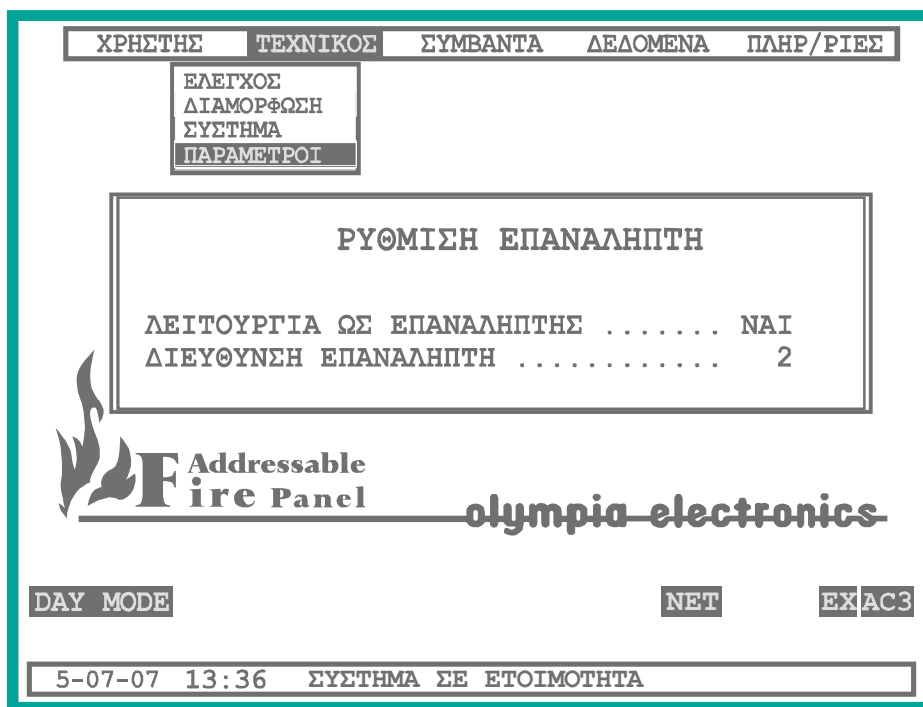 ΧΡΗΣΤΗΣ ΤΕΧΝΙΚΟΣ ΣΥΜΒΑΝΤΑ ΔΕΔΟΜΕΝΑ ΠΛΗΡ/ΡΙΕΣ
ΕΛΕΓΧΟΣ
ΔΙΑΜΟΡΦΩΣΗ
ΣΥΣΤΗΜΑ
ΠΑΡΑΜΕΤΡΟΙ
ΡΥΘΜΙΣΗ ΕΠΑΝΑΛΗΠΤΗ
ΛΕΙΤΟΥΡΓΙΑ ΩΣ ΕΠΑΝΑΛΗΠΤΗΣ ....... ΝΑΙ
ΔΙΕΥΘΥΝΣΗ ΕΠΑΝΑΛΗΠΤΗ ............ 2
Addressable
Fire Panel
olympia electronics
DAY MODE NET EX AC3
5-07-07 13:36 ΣΥΣΤΗΜΑ ΣΕ ΕΤΟΙΜΟΤΗΤΑ